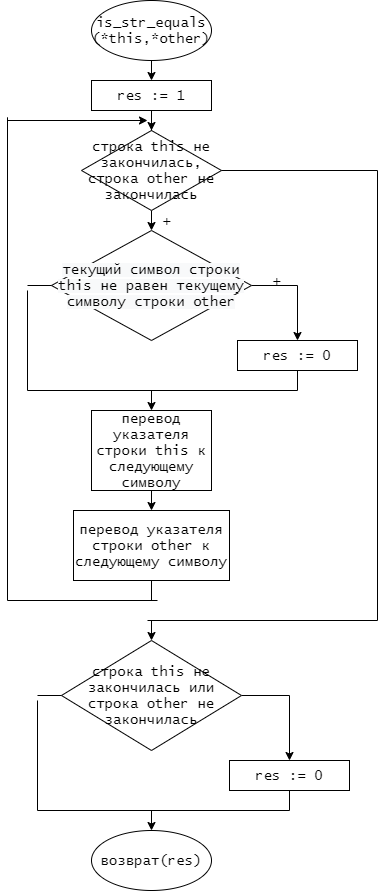 is_str_equals
(*this,*other)
res := 1
строка this не
закончилась,
строка other не
закончилась
+
текущий символ строки
this не равен текущему
символу строки other
+
res := 0
перевод
указателя
строки this к
следующему
символу
перевод указателя
строки other к
следующему символу
строка this не
закончилась или
строка other не
закончилась
res := 0
возврат(res)